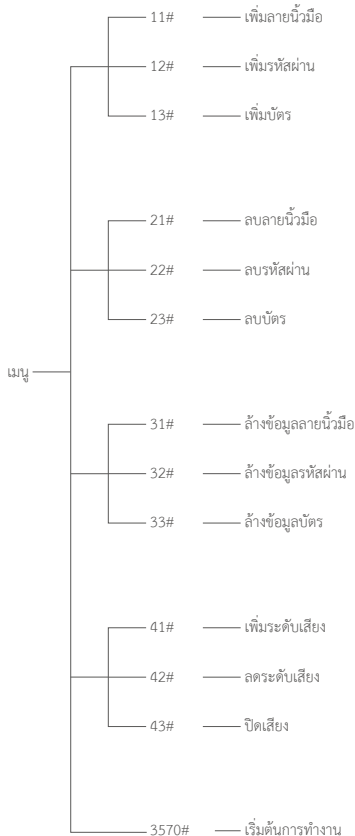 11# เพิ่มลายนิ้วมือ
12# เพิ่มรหัสผ่าน
13# เพิ่มบัตร
21# ลบลายนิ้วมือ
22# ลบรหัสผ่าน
23# ลบบัตร
เมนู
31# ล้างข้อมูลลายนิ้วมือ
32# ล้างข้อมูลรหัสผ่าน
33# ล้างข้อมูลบัตร
41# เพิ่มระดับเสียง
42# ลดระดับเสียง
43# ปิดเสียง
3570# เริ่มต้นการทำงาน